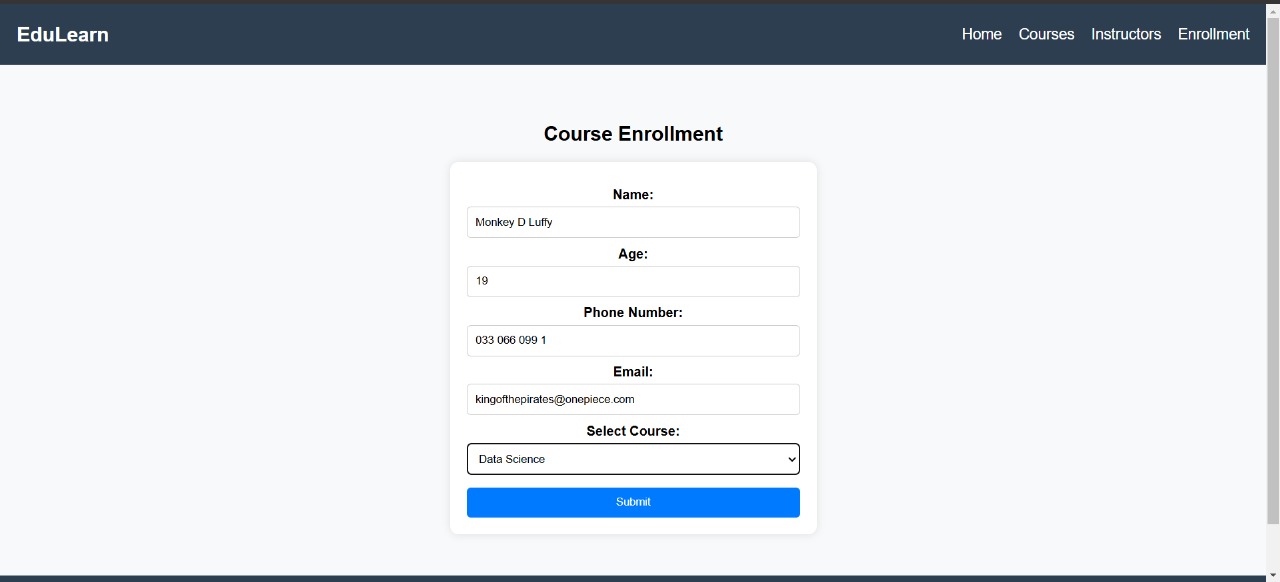 EduLearn
Home Courses Instructors Enrollment
Course Enrollment
Name:
Monkey D Luffy
Age:
19
Phone Number:
033 066 099 1
Email:
kingofthepirates@onepiece.com
Select Course:
Data Science
Submit